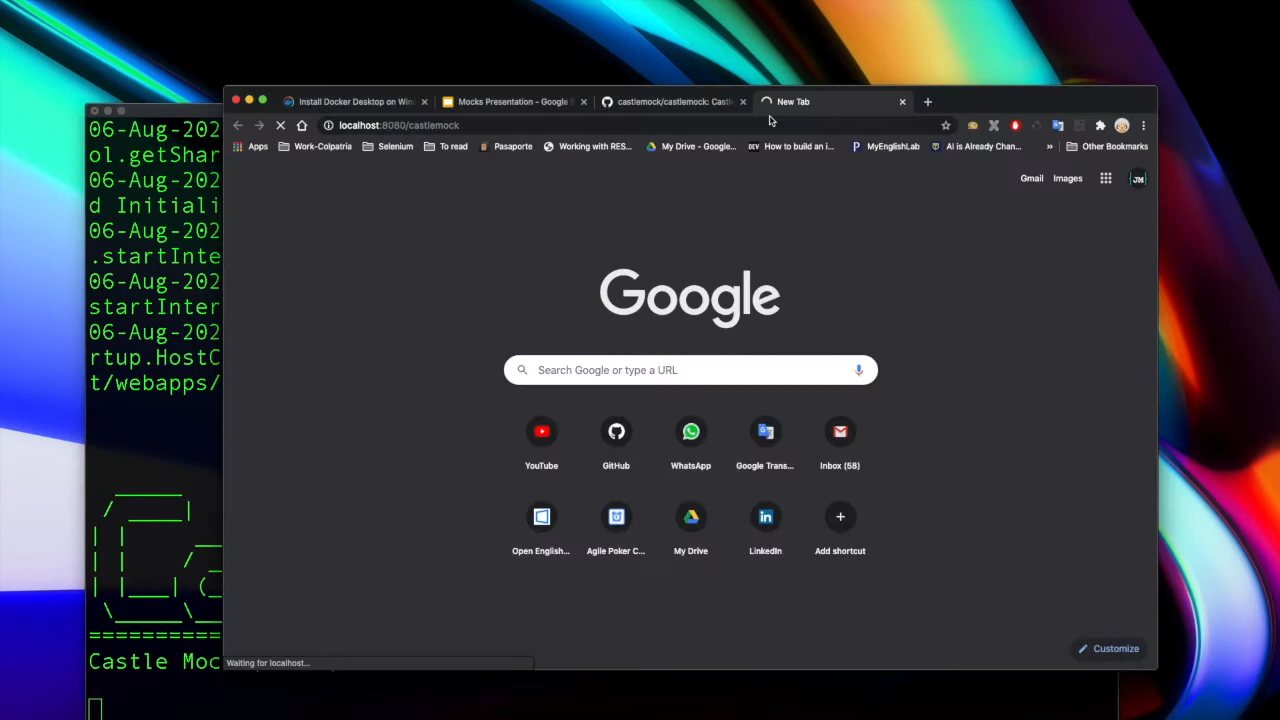 Install Docker Desktop on Win
Mocks Presentation - Google
castlemock/castlemock: Castl
New Tab
localhost:8080/castlemock
Apps
Work-Colpatria
Selenium
To read
Pasaporte
Working with RES...
My Drive - Google...
DEV
How to build an i...
MyEnglishLab
AI is Already Chan...
»
Other Bookmarks
Gmail
Images
JM
06-Aug-202
ol.getShar
06-Aug-202
d Initiali
06-Aug-202
.startInte
06-Aug-202
startInter
06-Aug-202
rtup.HostC
t/webapps/
Google
Search Google or type a URL
YouTube
GitHub
WhatsApp
Google Trans...
Inbox (58)
Open English...
Agile Poker C...
My Drive
LinkedIn
Add shortcut
==========
Castle Moc
Customize
Waiting for localhost...